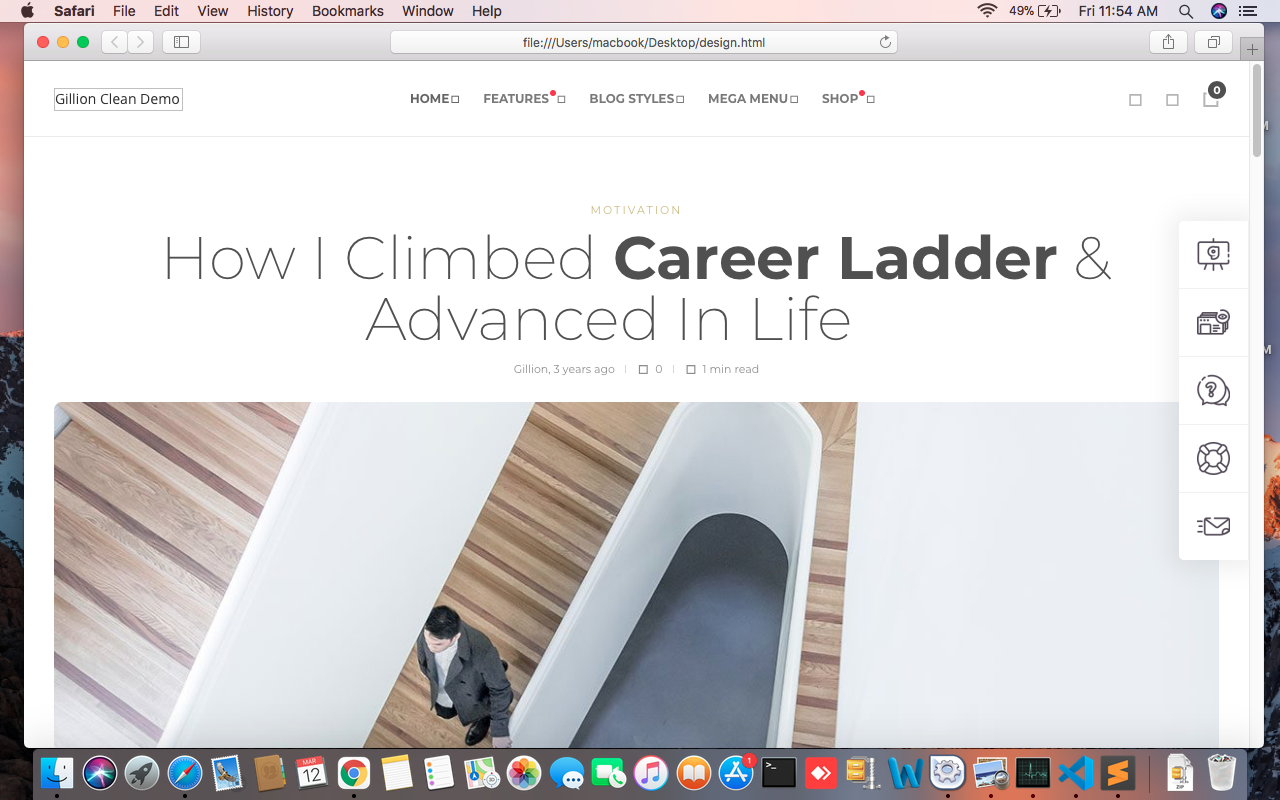 Safari File Edit View History Bookmarks Window Help 49% Fri 11:54 AM
file:///Users/macbook/Desktop/design.html
Gillion Clean Demo HOME FEATURES BLOG STYLES MEGA MENU SHOP 0
MOTIVATION
How I Climbed Career Ladder &
Advanced In Life
Gillion, 3 years ago 0 1 min read
MAR
12
1
ZIP